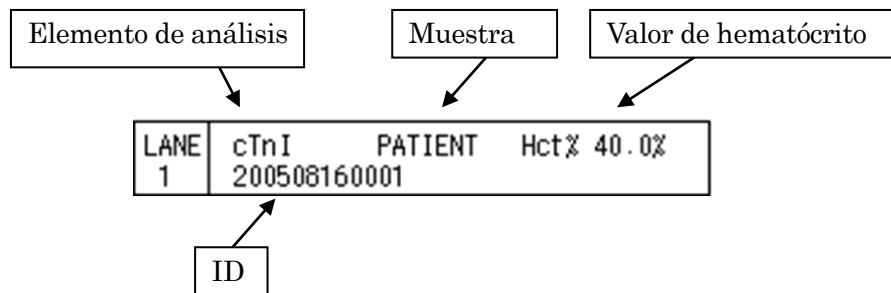 Elemento de análisis
Muestra
Valor de hematócrito
LANE cTnI PATIENT Hct% 40.0%
1 200508160001
ID